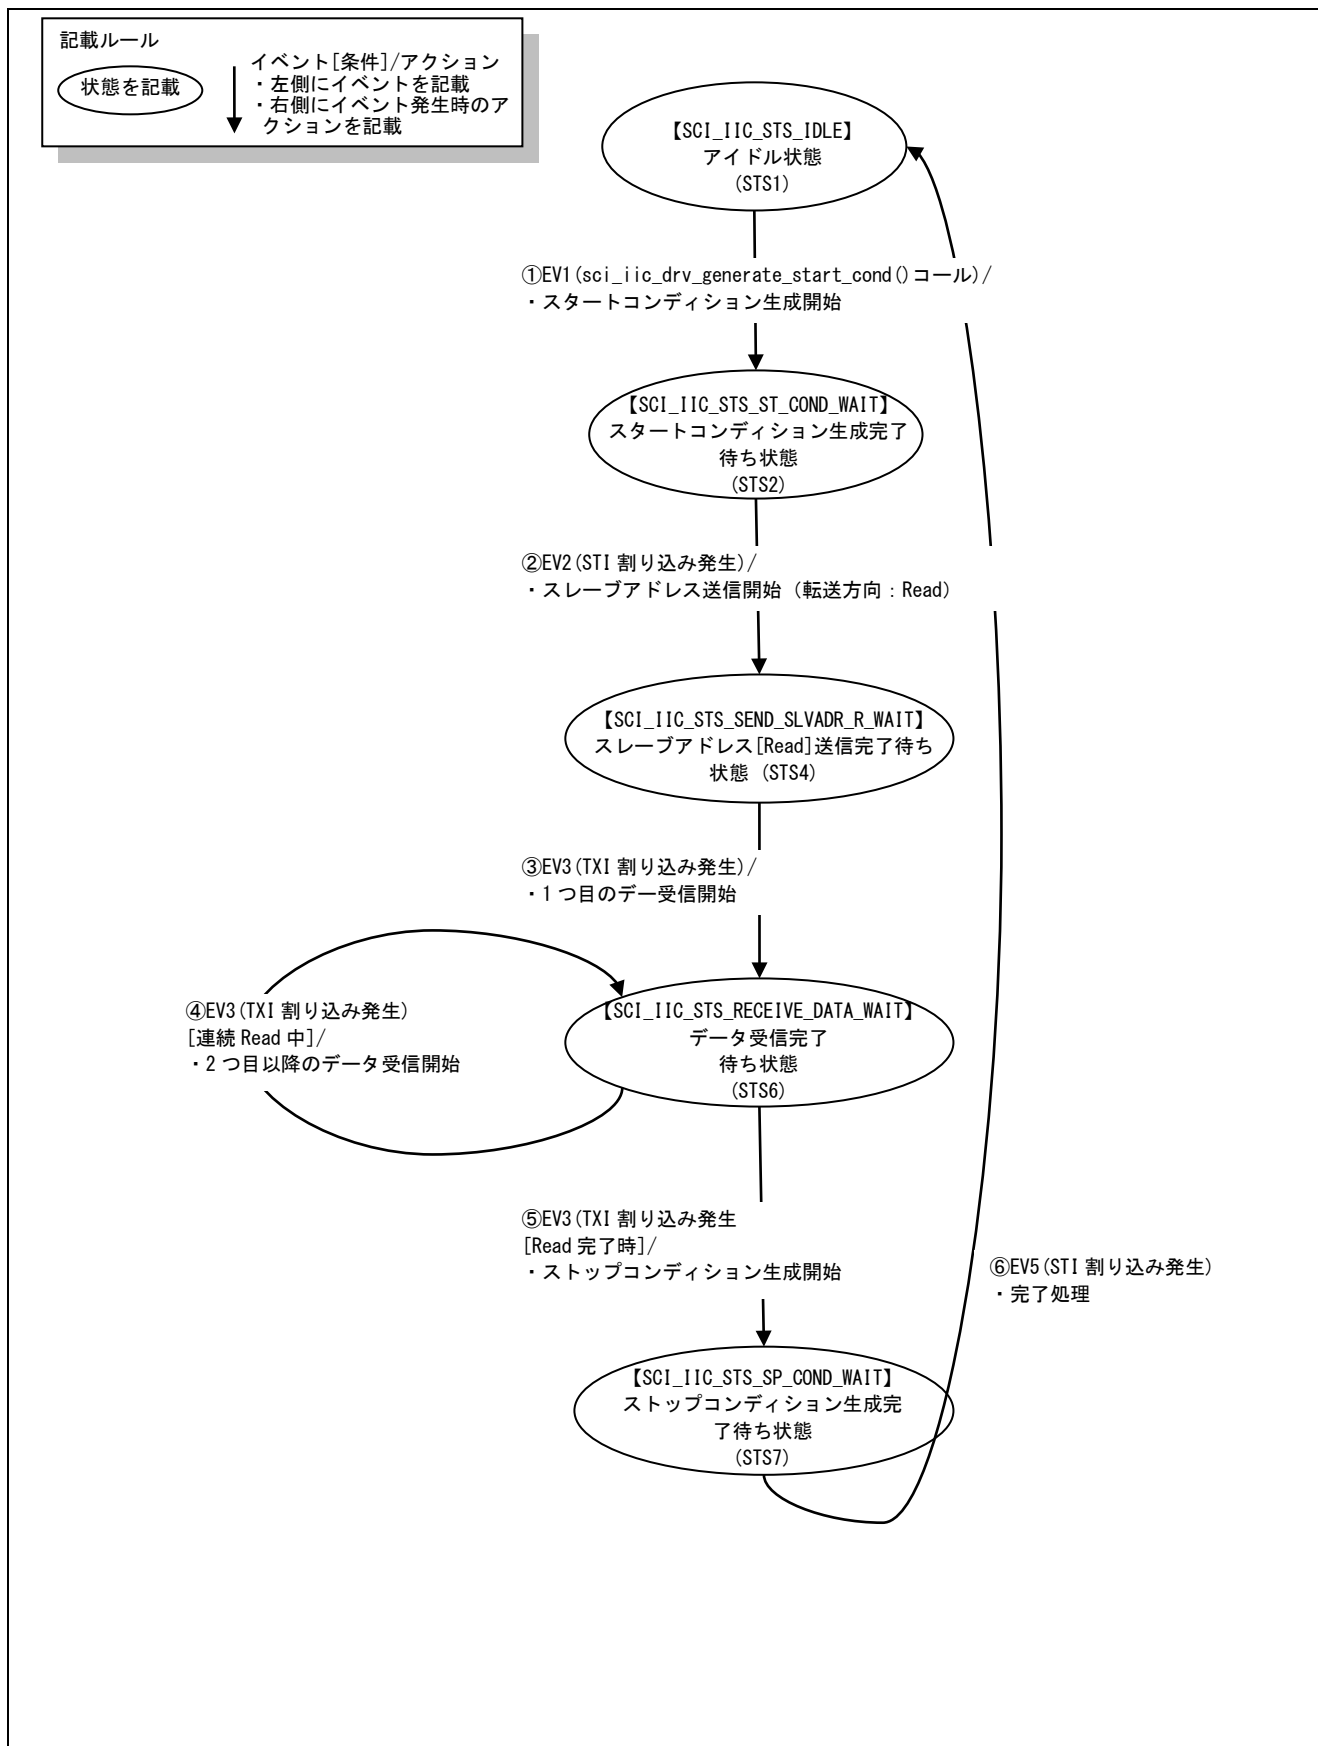 記載ルール
状態を記載
イベント[条件]/アクション
・左側にイベントを記載
・右側にイベント発生時のア
クションを記載
【SCI_IIC_STS_IDLE】
アイドル状態
(STS1)
①EV1(sci_iic_drv_generate_start_cond()コール)/
・スタートコンディション生成開始
【SCI_IIC_STS_ST_COND_WAIT】
スタートコンディション生成完了
待ち状態
(STS2)
②EV2(STI 割り込み発生)/
・スレーブアドレス送信開始（転送方向：Read）
【SCI_IIC_STS_SEND_SLVADR_R_WAIT】
スレーブアドレス[Read]送信完了待ち
状態 (STS4)
③EV3(TXI 割り込み発生)/
・1 つ目のデー受信開始
④EV3(TXI 割り込み発生)
[連続 Read 中]/
・2 つ目以降のデータ受信開始
【SCI_IIC_STS_RECEIVE_DATA_WAIT】
データ受信完了
待ち状態
(STS6)
⑤EV3(TXI 割り込み発生
[Read 完了時]/
・ストップコンディション生成開始
⑥EV5(STI 割り込み発生)
・完了処理
【SCI_IIC_STS_SP_COND_WAIT】
ストップコンディション生成完
了待ち状態
(STS7)